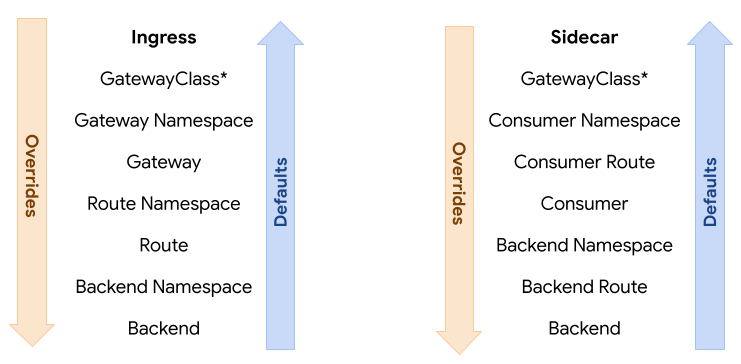 Ingress
GatewayClass*
Gateway Namespace
Gateway
Route Namespace
Route
Backend Namespace
Backend
Overrides
Defaults
Sidecar
GatewayClass*
Consumer Namespace
Consumer Route
Consumer
Backend Namespace
Backend Route
Backend
Overrides
Defaults